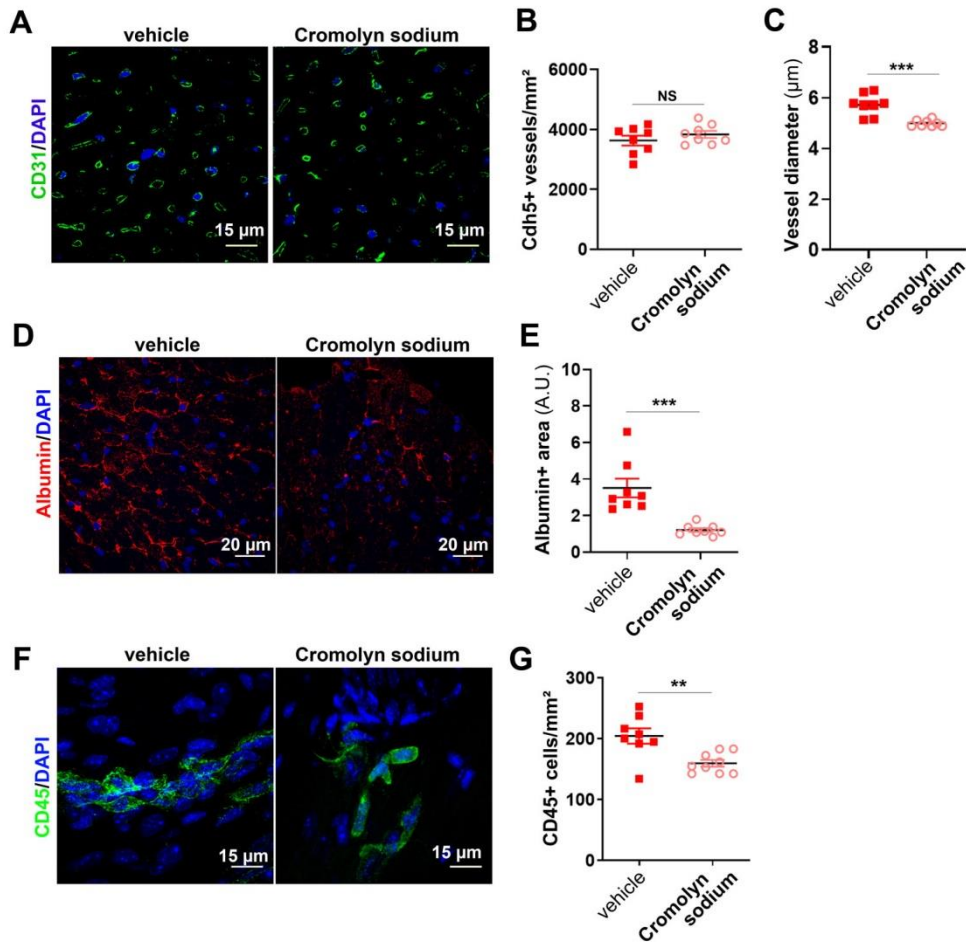 A
vehicle
Cromolyn sodium
CD31/DAPI
15 µm
15 µm
B
6000
4000
2000
0
Cdh5+ vessels/mm²
NS
vehicle
Cromolyn
sodium
C
8
6
4
2
0
Vessel diameter (µm)
***
vehicle
Cromolyn
sodium
D
vehicle
Cromolyn sodium
Albumin/DAPI
20 µm
20 µm
E
10
8
6
4
2
0
Albumin+ area (A.U.)
***
vehicle
Cromolyn
sodium
F
vehicle
Cromolyn sodium
CD45/DAPI
15 µm
15 µm
G
300
200
100
0
CD45+ cells/mm²
**
vehicle
Cromolyn
sodium